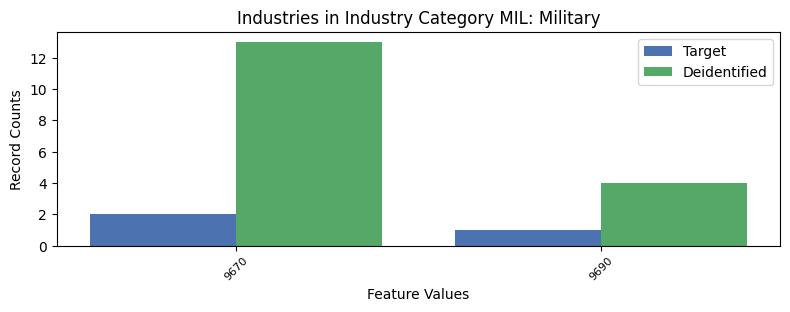 Industries in Industry Category MIL: Military
Target
Deidentified
Record Counts
12
10
8
6
4
2
0
9670
9690
Feature Values